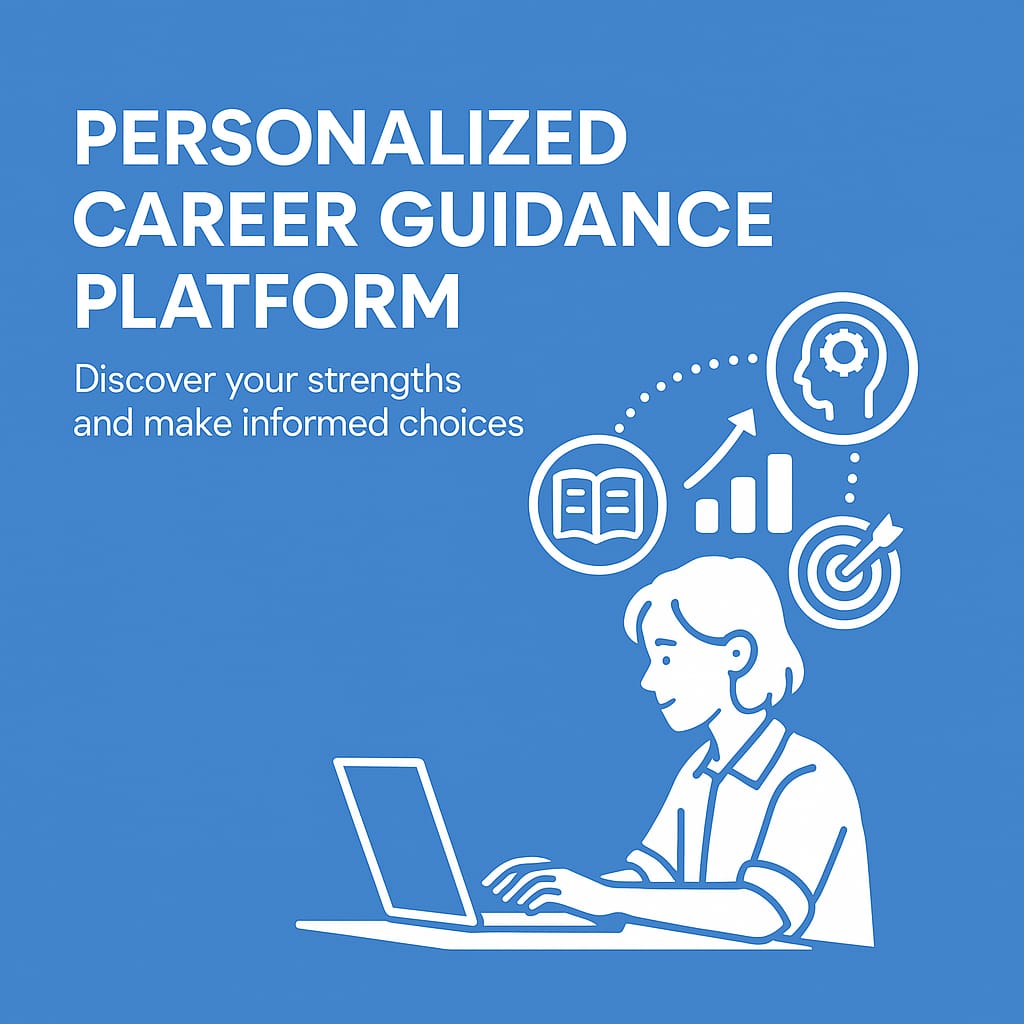 PERSONALIZED
CAREER GUIDANCE
PLATFORM
Discover your strengths
and make informed choices